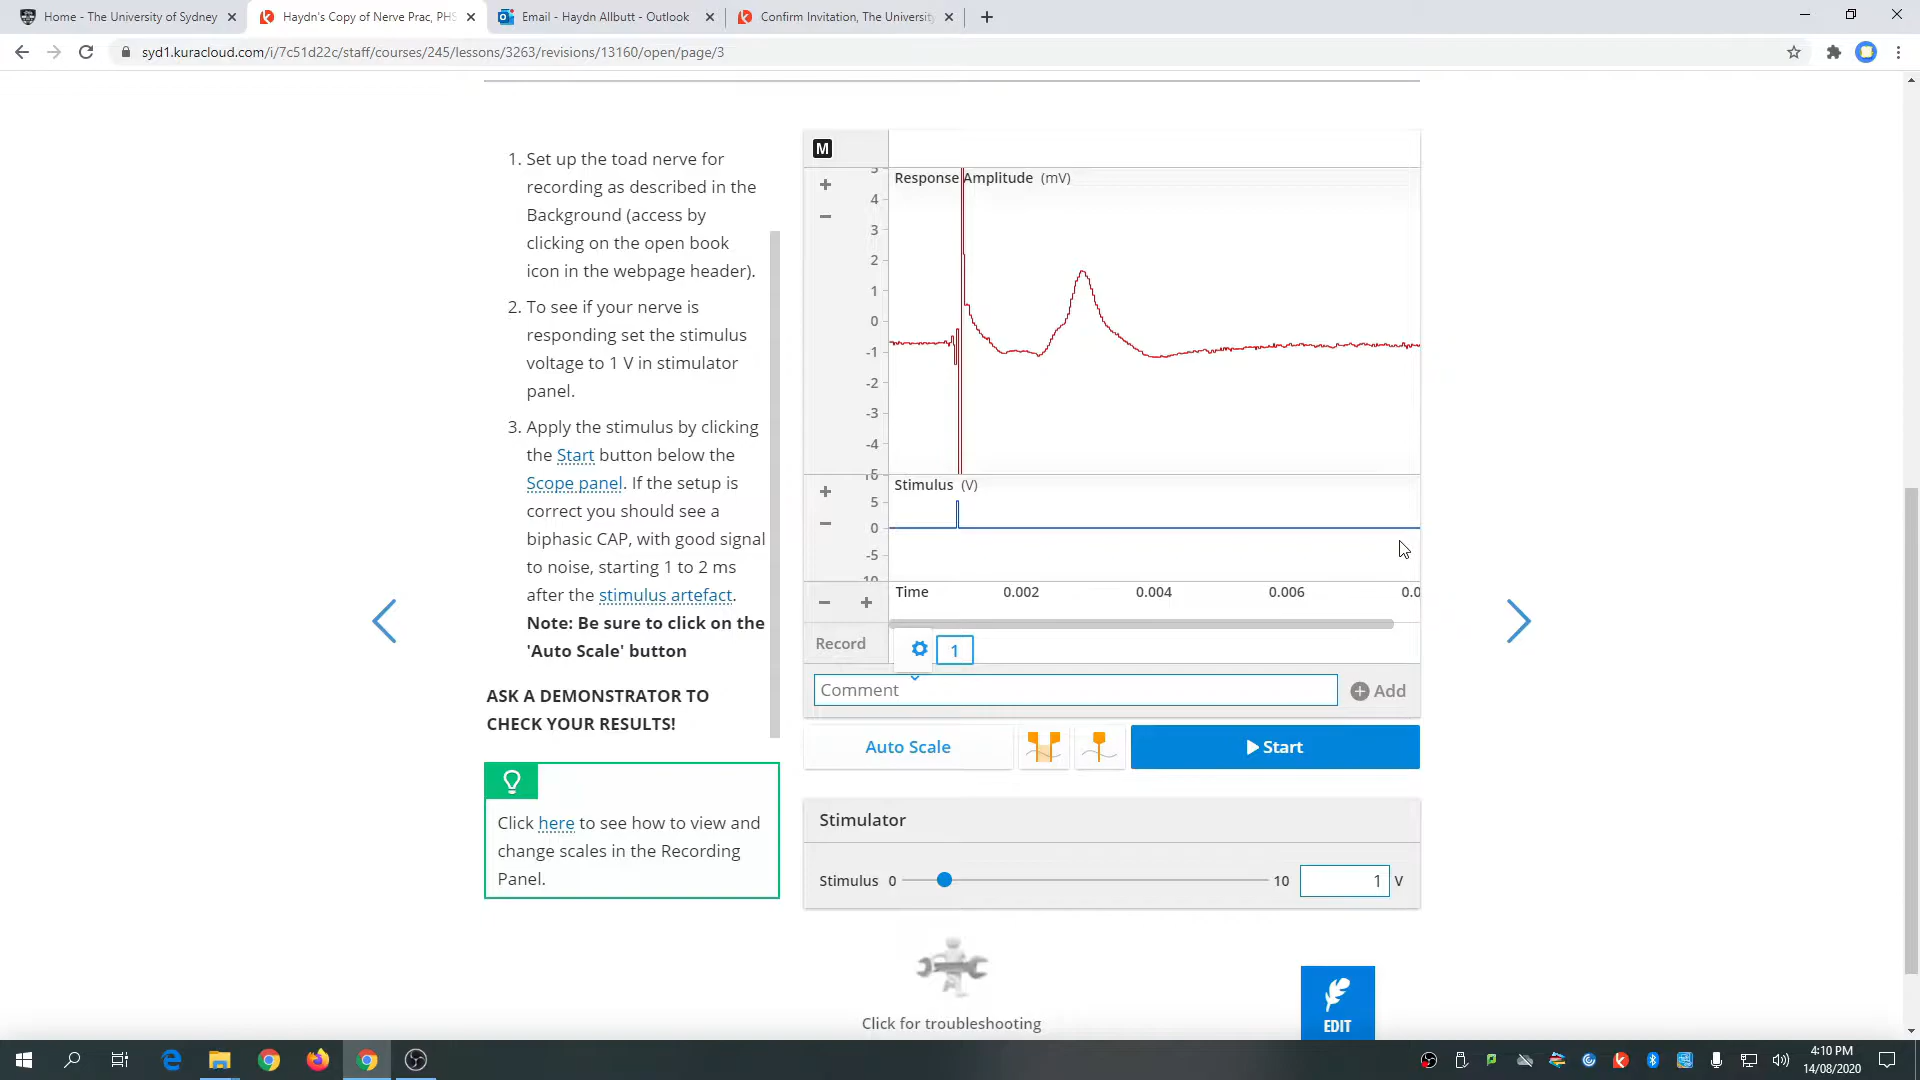 Home - The University of Sydney
Haydn's Copy of Nerve Prac, PHS
Email - Haydn Allbutt - Outlook
Confirm Invitation, The University
syd1.kuracloud.com/i/7c51d22c/staff/courses/245/lessons/3263/revisions/13160/open/page/3
1. Set up the toad nerve for
recording as described in the
Background (access by
clicking on the open book
icon in the webpage header).
2. To see if your nerve is
responding set the stimulus
voltage to 1 V in stimulator
panel.
3. Apply the stimulus by clicking
the Start button below the
Scope panel. If the setup is
correct you should see a
biphasic CAP, with good signal
to noise, starting 1 to 2 ms
after the stimulus artefact.
Note: Be sure to click on the
'Auto Scale' button
ASK A DEMONSTRATOR TO
CHECK YOUR RESULTS!
Click here to see how to view and
change scales in the Recording
Panel.
M
Response Amplitude (mV)
5
4
3
2
1
0
-1
-2
-3
-4
Stimulus (V)
5
0
-5
Time 0.002 0.004 0.006 0.0
Record 1
Comment
Add
Auto Scale
Start
Stimulator
Stimulus 0 10 1 V
Click for troubleshooting
EDIT
4:10 PM
14/08/2020